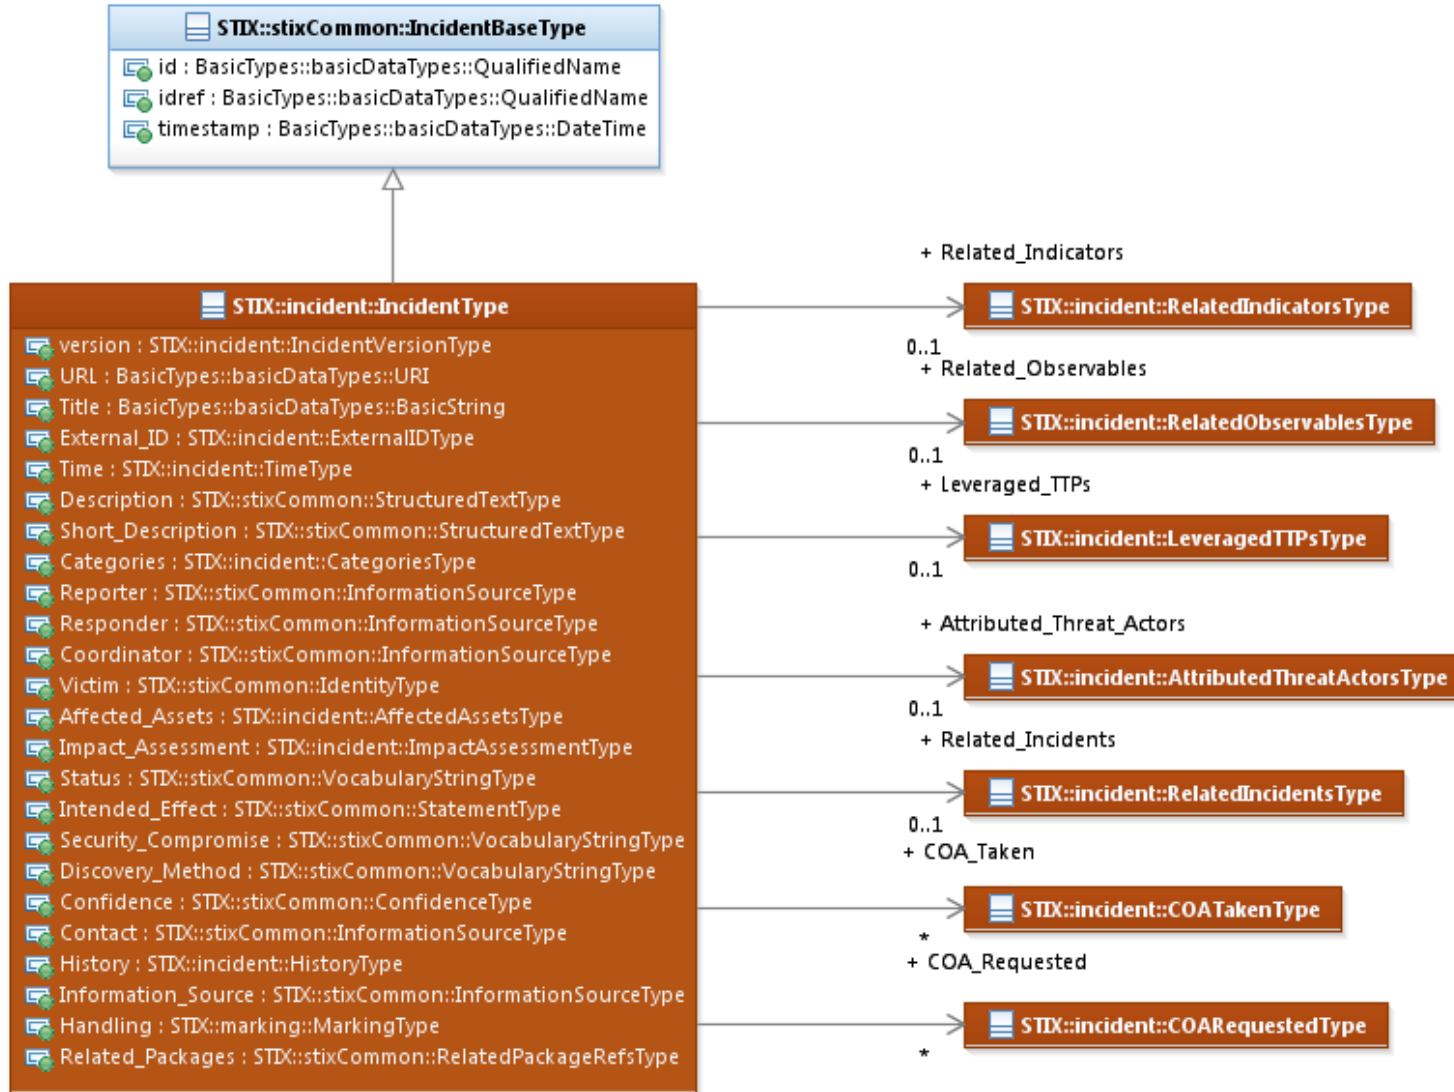 STIX::stixCommon::IncidentBaseType
id : BasicTypes::basicDataTypes::QualifiedName
idref : BasicTypes::basicDataTypes::QualifiedName
timestamp : BasicTypes::basicDataTypes::DateTime
STIX::incident::IncidentType
version : STIX::incident::IncidentVersionType
URL : BasicTypes::basicDataTypes::URI
Title : BasicTypes::basicDataTypes::BasicString
External_ID : STIX::incident::ExternalIDType
Time : STIX::incident::TimeType
Description : STIX::stixCommon::StructuredTextType
Short_Description : STIX::stixCommon::StructuredTextType
Categories : STIX::incident::CategoriesType
Reporter : STIX::stixCommon::InformationSourceType
Responder : STIX::stixCommon::InformationSourceType
Coordinator : STIX::stixCommon::InformationSourceType
Victim : STIX::stixCommon::IdentityType
Affected_Assets : STIX::incident::AffectedAssetsType
Impact_Assessment : STIX::incident::ImpactAssessmentType
Status : STIX::stixCommon::VocabularyStringType
Intended_Effect : STIX::stixCommon::StatementType
Security_Compromise : STIX::stixCommon::VocabularyStringType
Discovery_Method : STIX::stixCommon::VocabularyStringType
Confidence : STIX::stixCommon::ConfidenceType
Contact : STIX::stixCommon::InformationSourceType
History : STIX::incident::HistoryType
Information_Source : STIX::stixCommon::InformationSourceType
Handling : STIX::marking::MarkingType
Related_Packages : STIX::stixCommon::RelatedPackageRefsType
+ Related_Indicators
STIX::incident::RelatedIndicatorsType
0..1
+ Related_Observables
STIX::incident::RelatedObservablesType
0..1
+ Leveraged_TTPs
STIX::incident::LeveragedTTPsType
0..1
+ Attributed_Threat_Actors
STIX::incident::AttributedThreatActorsType
0..1
+ Related_Incidents
STIX::incident::RelatedIncidentsType
0..1
+ COA_Taken
STIX::incident::COATakenType
*
+ COA_Requested
STIX::incident::COARequestedType
*